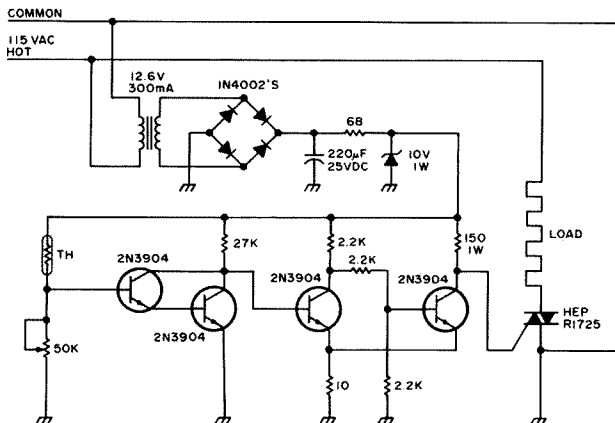 COMMON
115 VAC
HOT
12.6V
300mA
1N4002'S
68
220µF
25VDC
10V
1W
TH
2N3904
27K
2.2K
2.2K
2N3904
150
1W
LOAD
2N3904
2N3904
HEP
R1725
50K
10
2.2K